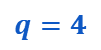 q = 4